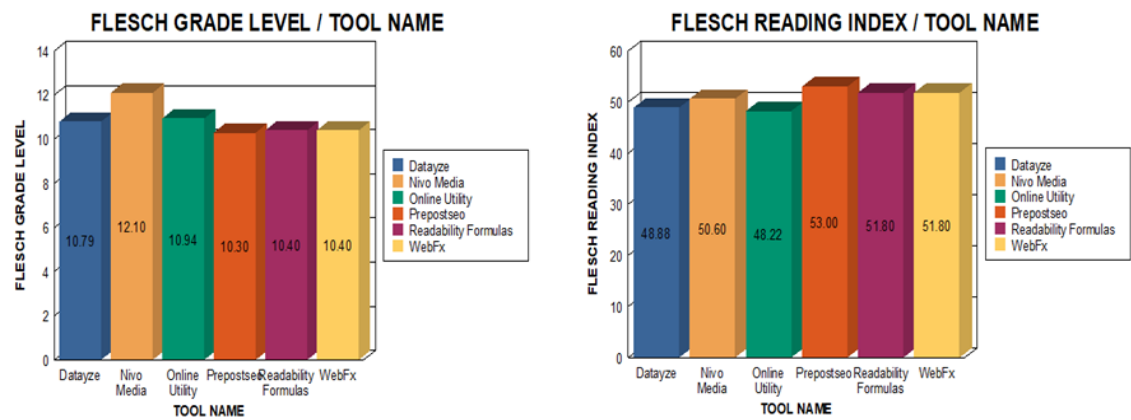 FLESCH GRADE LEVEL / TOOL NAME
14
12
10
8
6
4
2
0
FLESCH GRADE LEVEL
10.79
12.10
10.94
10.30
10.40
10.40
Datayze
Nivo Media
Online Utility
Prepostseo
Readability Formulas
WebFx
TOOL NAME
Datayze
Nivo Media
Online Utility
Prepostseo
Readability Formulas
WebFx
FLESCH READING INDEX / TOOL NAME
60
50
40
30
20
10
0
FLESCH READING INDEX
48.88
50.60
48.22
53.00
51.80
51.80
Datayze
Nivo Media
Online Utility
Prepostseo
Readability Formulas
WebFx
TOOL NAME
Datayze
Nivo Media
Online Utility
Prepostseo
Readability Formulas
WebFx